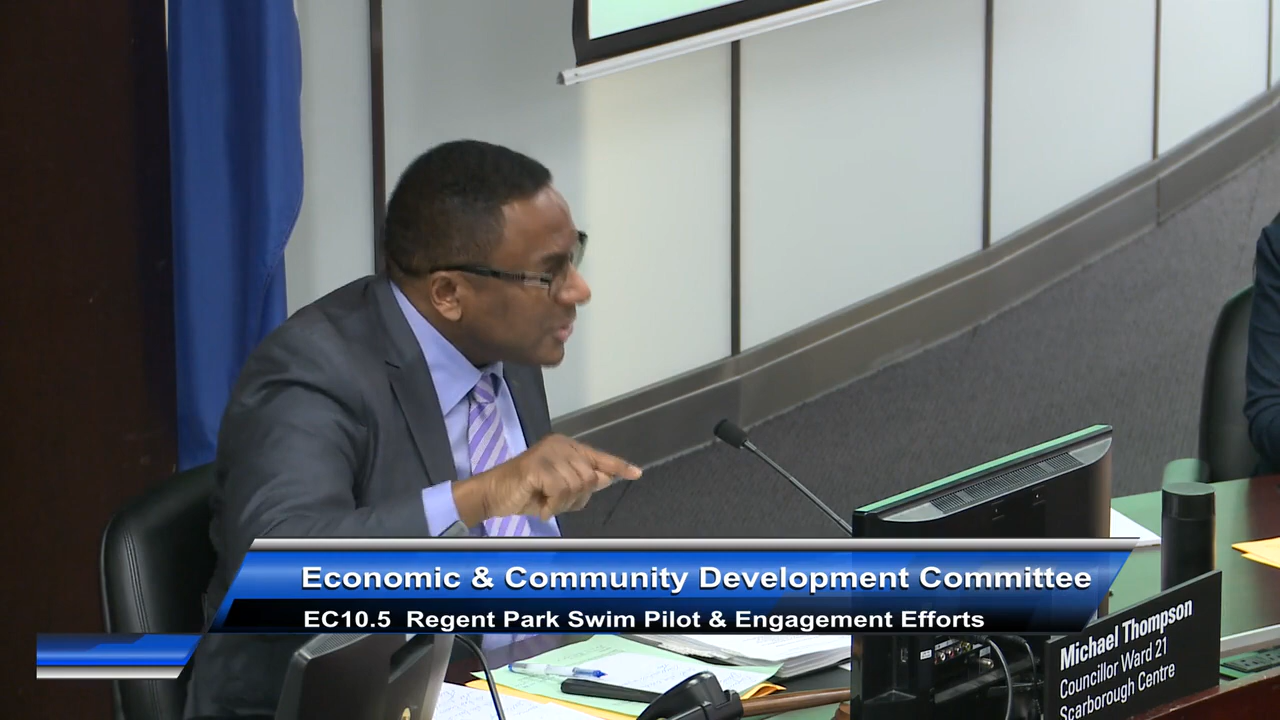 Economic & Community Development Committee
EC10.5 Regent Park Swim Pilot & Engagement Efforts
Michael Thompson
Councillor Ward 21
Scarborough Centre